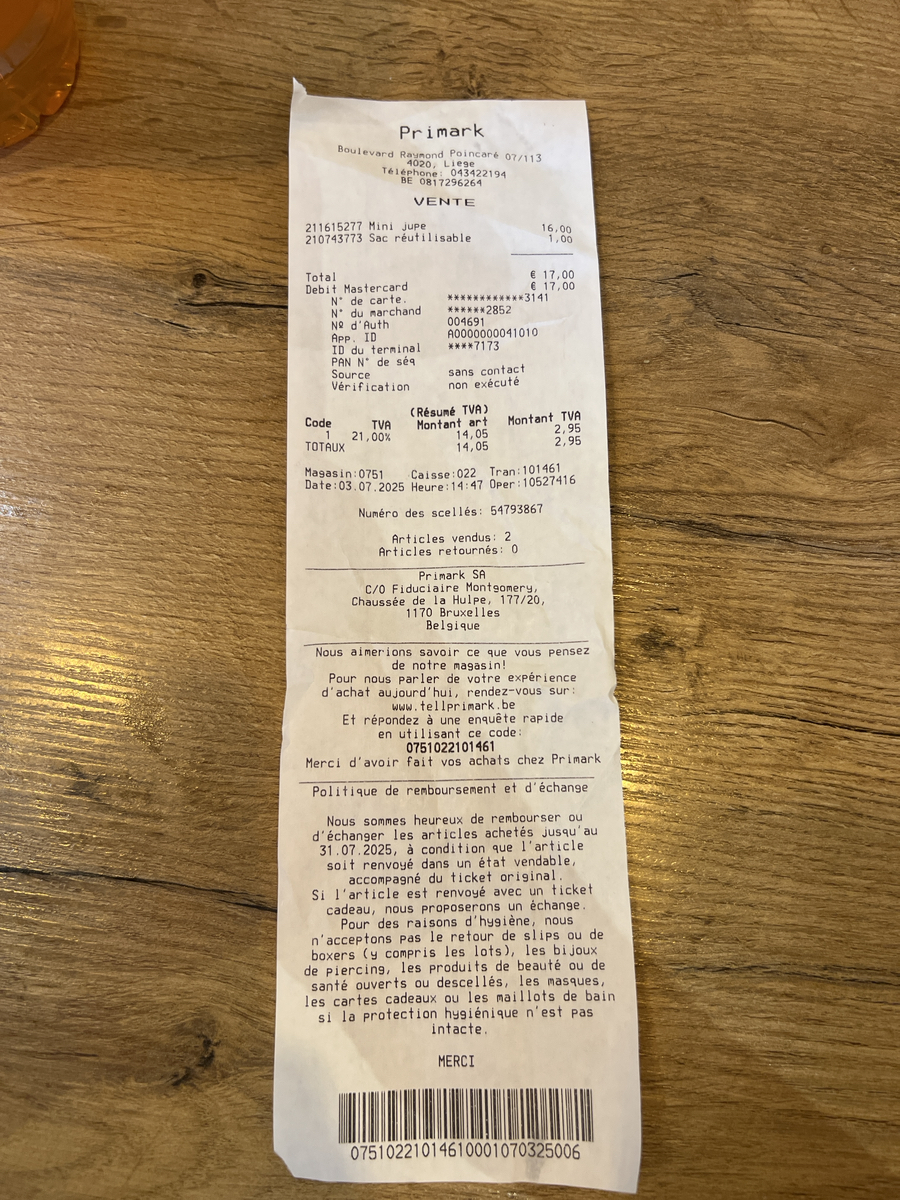 Primark
Boulevard Raymond Poincaré 07/113
4020, Liege
Téléphone: 043422194
BE 0817296264
VENTE
211615277 Mini jupe 16,00
210743773 Sac réutilisable 1,00
Total € 17,00
Debit Mastercard € 17,00
N° de carte. ************3141
N° du marchand ******2852
Nº d'Auth 004691
App. ID A0000000041010
ID du terminal ****7173
PAN N° de séq
Source sans contact
Vérification non exécuté
(Résumé TVA)
Code TVA Montant art Montant TVA
1 21,00% 14,05 2,95
TOTAUX 14,05 2,95
Magasin:0751 Caisse:022 Tran:101461
Date:03.07.2025 Heure:14:47 Oper:10527416
Numéro des scellés: 54793867
Articles vendus: 2
Articles retournés: 0
Primark SA
C/O Fiduciaire Montgomery,
Chaussée de la Hulpe, 177/20,
1170 Bruxelles
Belgique
Nous aimerions savoir ce que vous pensez
de notre magasin!
Pour nous parler de votre expérience
d'achat aujourd'hui, rendez-vous sur:
www.tellprimark.be
Et répondez à une enquête rapide
en utilisant ce code:
0751022101461
Merci d'avoir fait vos achats chez Primark
Politique de remboursement et d'échange
Nous sommes heureux de rembourser ou
d'échanger les articles achetés jusqu'au
31.07.2025, à condition que l'article
soit renvoyé dans un état vendable,
accompagné du ticket original.
Si l'article est renvoyé avec un ticket
cadeau, nous proposerons un échange.
Pour des raisons d'hygiène, nous
n'acceptons pas le retour de slips ou de
boxers (y compris les lots), les bijoux
de piercing, les produits de beauté ou de
santé ouverts ou descellés, les masques,
les cartes cadeaux ou les maillots de bain
si la protection hygiénique n'est pas
intacte.
MERCI
07510221014610001070325006